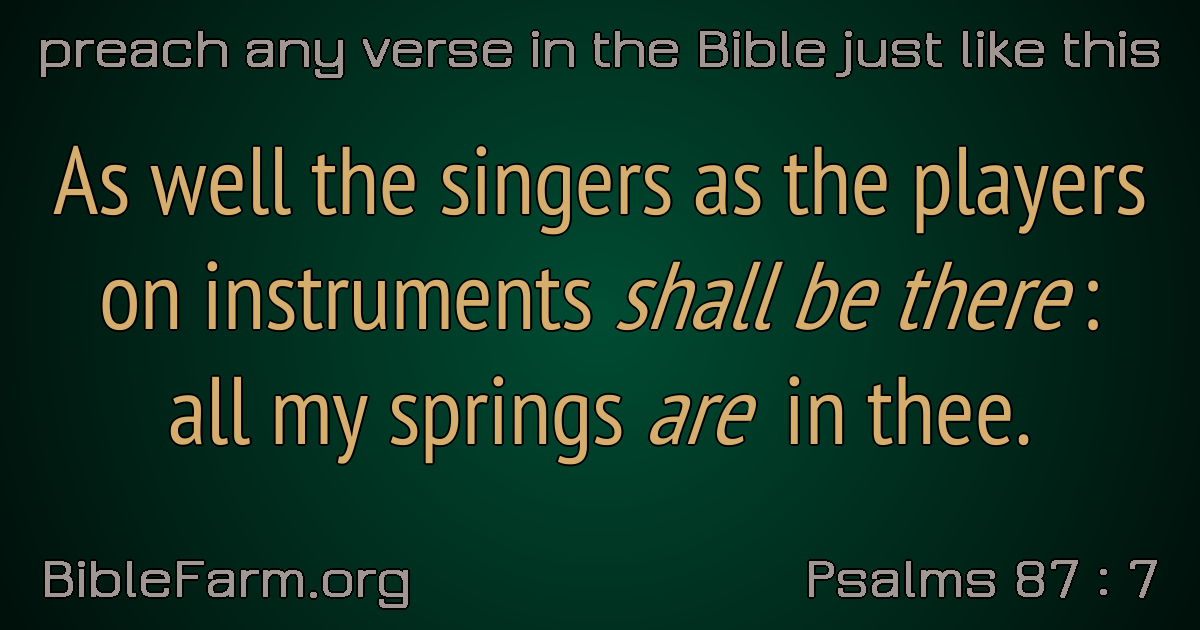 preach any verse in the Bible just like this
As well the singers as the players
on instruments shall be there:
all my springs are in thee.
BibleFarm.org
Psalms 87 : 7